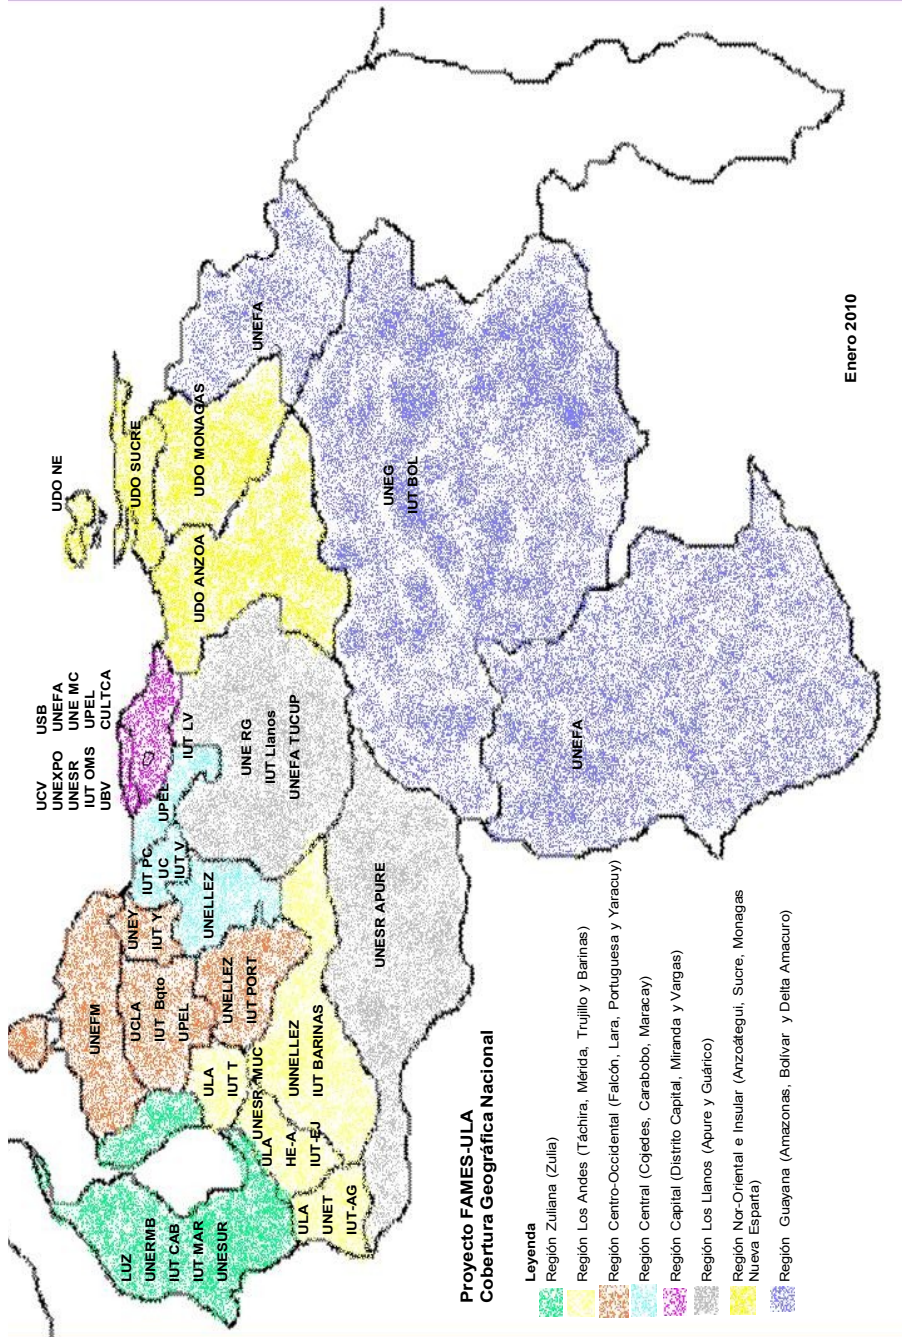 UDO NE
USB
UNEFA
UNE MC
UPEL
CULTCA
UCV
UNEXPO
UNESR
IUT OMS
UBV
LUZ
UNERMB
IUT CAB
IUT MAR
UNESUR
UNEFM
UCLA
IUT Bqto
UPEL
UNEY
IUT Y
IUT PC
UC
IUT V
UPEL
IUT LV
UNELLEZ
UNELLEZ
IUT PORT
ULA
IUT T
UNESR-MUC
ULA
HE-A
IUT-EJ
ULA
UNET
IUT-AG
UNNELLEZ
IUT BARINAS
UNE RG
IUT Llanos
UNEFA TUCUP
UNESR APURE
UDO ANZOA
UDO SUCRE
UDO MONAGAS
UNEFA
UNEG
IUT BOL
UNEFA
Proyecto FAMES-ULA
Cobertura Geográfica Nacional
Leyenda
Región Zuliana (Zulia)
Región Los Andes (Táchira, Mérida, Trujillo y Barinas)
Región Centro-Occidental (Falcón, Lara, Portuguesa y Yaracuy)
Región Central (Cojedes, Carabobo, Maracay)
Región Capital (Distrito Capital, Miranda y Vargas)
Región Los Llanos (Apure y Guárico)
Región Nor-Oriental e Insular (Anzoátegui, Sucre, Monagas
Nueva Esparta)
Región Guayana (Amazonas, Bolívar y Delta Amacuro)
Enero 2010